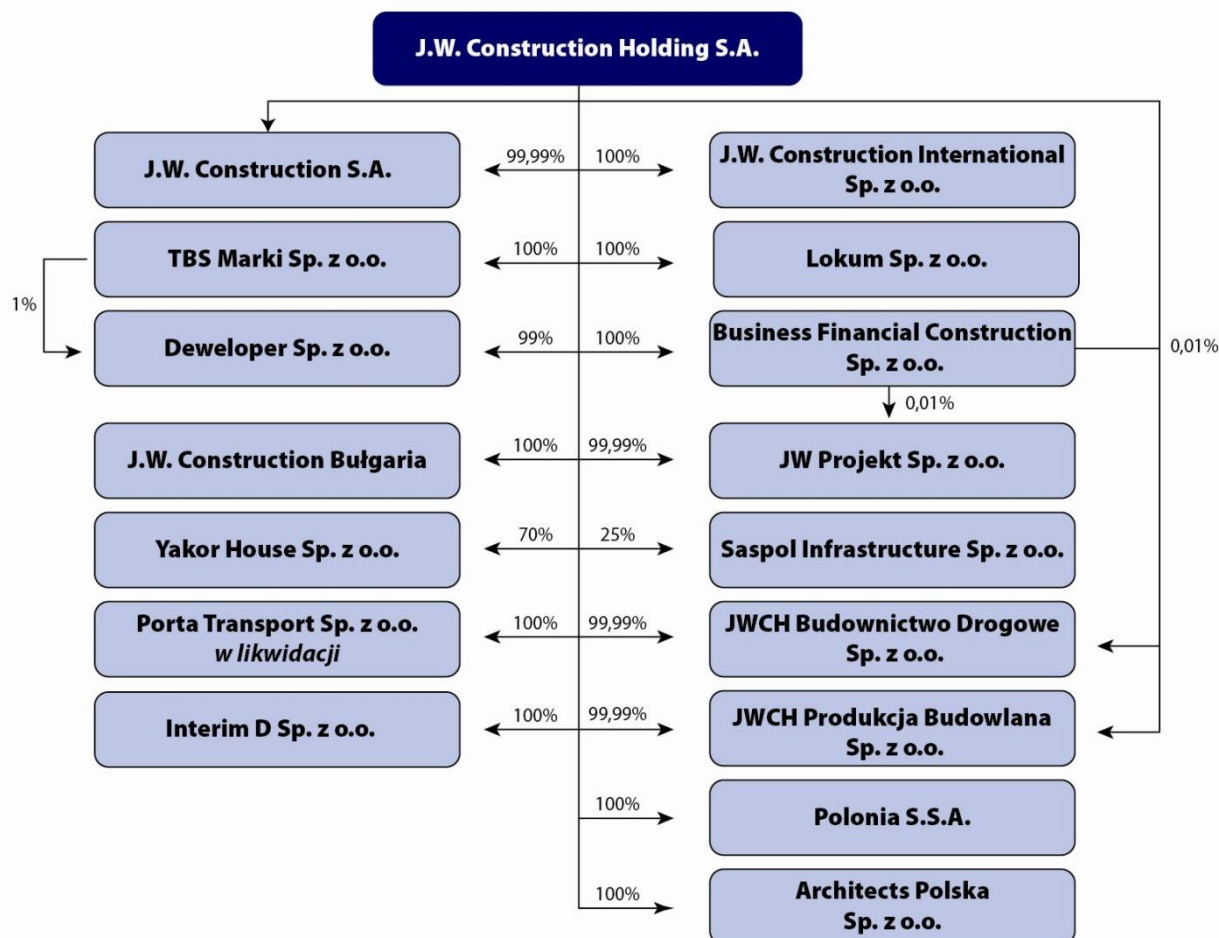 J.W. Construction Holding S.A.
J.W. Construction S.A.
99,99%
100%
J.W. Construction International
Sp. z o.o.
TBS Marki Sp. z o.o.
100%
100%
Lokum Sp. z o.o.
1%
Deweloper Sp. z o.o.
99%
100%
Business Financial Construction
Sp. z o.o.
0,01%
0,01%
J.W. Construction Bułgaria
100%
99,99%
JW Projekt Sp. z o.o.
Yakor House Sp. z o.o.
70%
25%
Saspol Infrastructure Sp. z o.o.
Porta Transport Sp. z o.o.
w likwidacji
100%
99,99%
JWCH Budownictwo Drogowe
Sp. z o.o.
Interim D Sp. z o.o.
100%
99,99%
JWCH Produkcja Budowlana
Sp. z o.o.
100%
Polonia S.S.A.
100%
Architects Polska
Sp. z o.o.